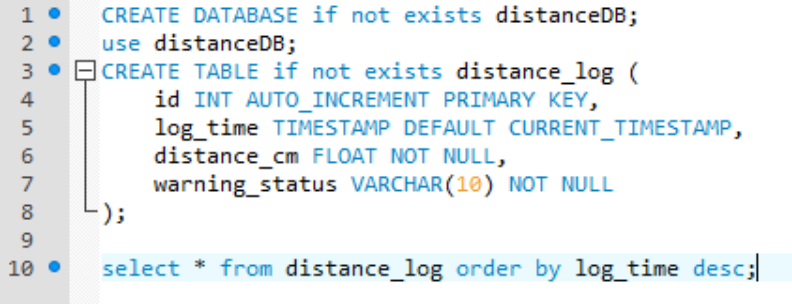 1 CREATE DATABASE if not exists distanceDB;
2 use distanceDB;
3 CREATE TABLE if not exists distance_log (
4 id INT AUTO_INCREMENT PRIMARY KEY,
5 log_time TIMESTAMP DEFAULT CURRENT_TIMESTAMP,
6 distance_cm FLOAT NOT NULL,
7 warning_status VARCHAR(10) NOT NULL
8 );
9
10 select * from distance_log order by log_time desc;